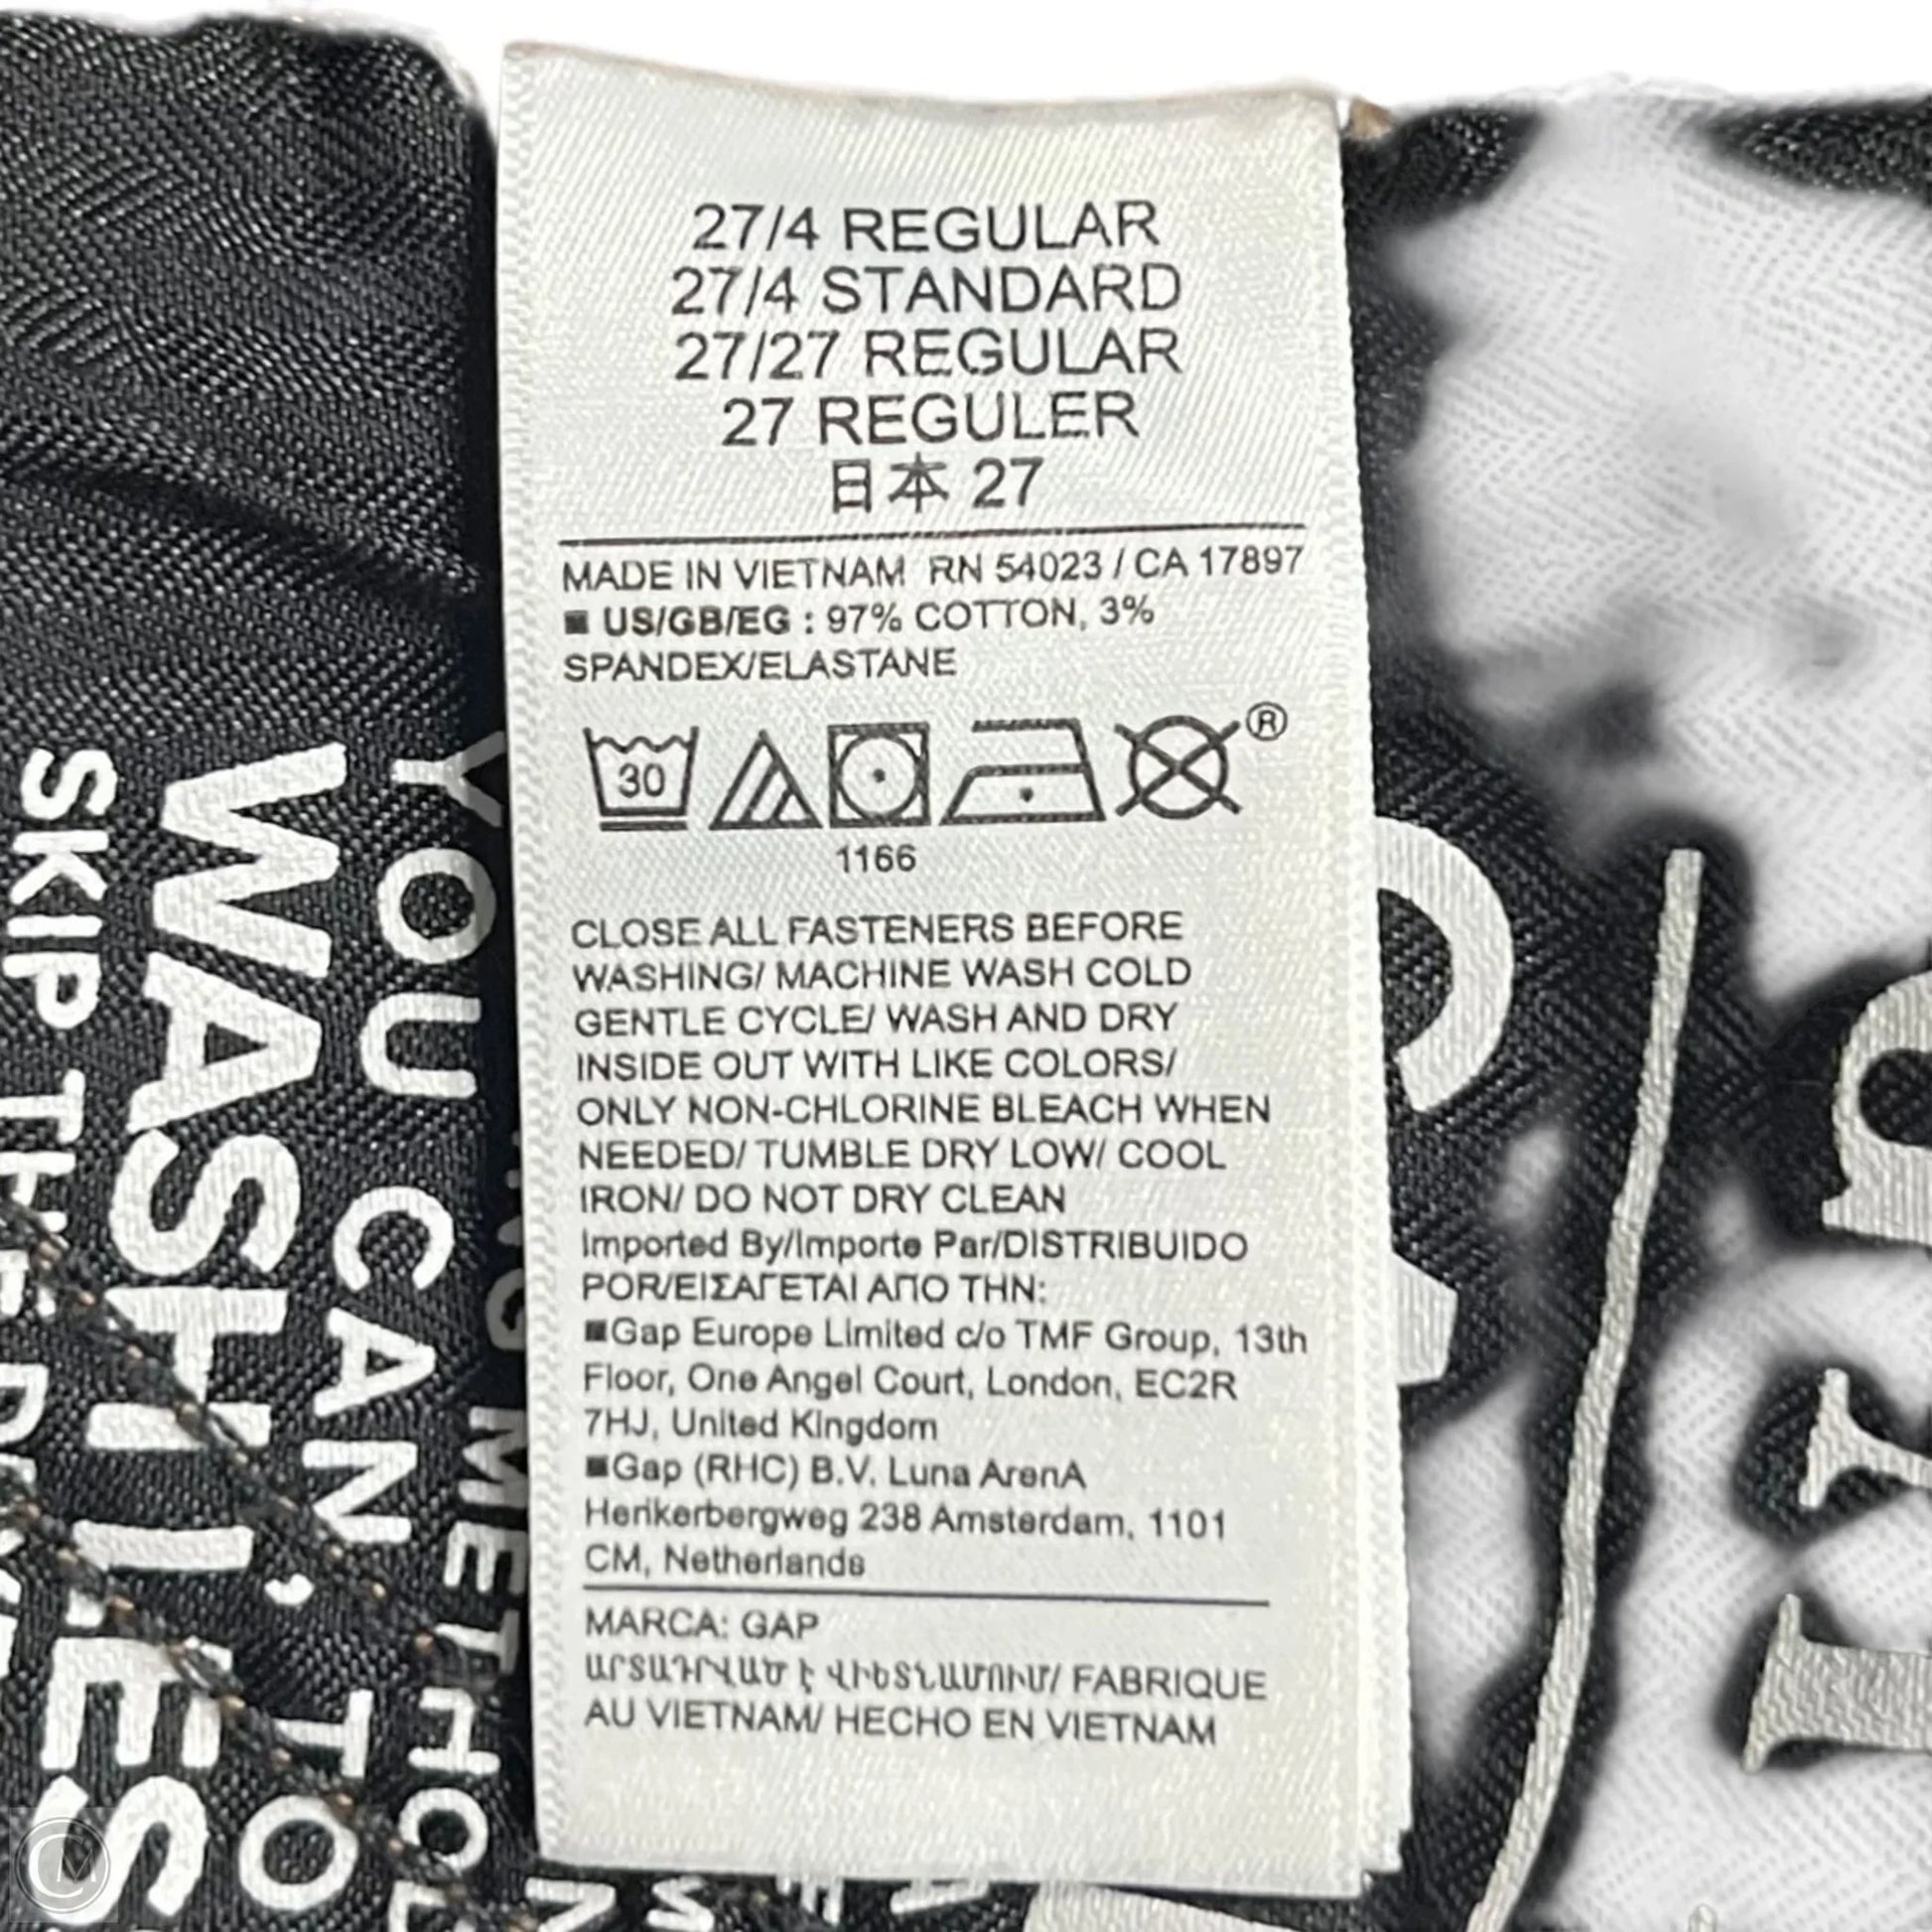 27/4 REGULAR
27/4 STANDARD
27/27 REGULAR
27 REGULER
日本 27
MADE IN VIETNAM RN 54023 / CA 17897
■ US/GB/EG : 97% COTTON, 3%
SPANDEX/ELASTANE
30
®
1166
CLOSE ALL FASTENERS BEFORE
WASHING/ MACHINE WASH COLD
GENTLE CYCLE/ WASH AND DRY
INSIDE OUT WITH LIKE COLORS/
ONLY NON-CHLORINE BLEACH WHEN
NEEDED/ TUMBLE DRY LOW/ COOL
IRON/ DO NOT DRY CLEAN
Imported By/Importe Par/DISTRIBUIDO
POR/ΕΙΣΑΓΕΤΑΙ ΑΠΟ ΤΗΝ:
■Gap Europe Limited c/o TMF Group, 13th
Floor, One Angel Court, London, EC2R
7HJ, United Kingdom
■Gap (RHC) B.V. Luna ArenA
Herikerbergweg 238 Amsterdam, 1101
CM, Netherlands
MARCA: GAP
ԱՐՏԱԴՐՎԱԾ Է ՎԻԵՏՆԱՄՈՒՄ/ FABRIQUE
AU VIETNAM/ HECHO EN VIETNAM
YOU CAN, TO
WASH LES
SKIP THE